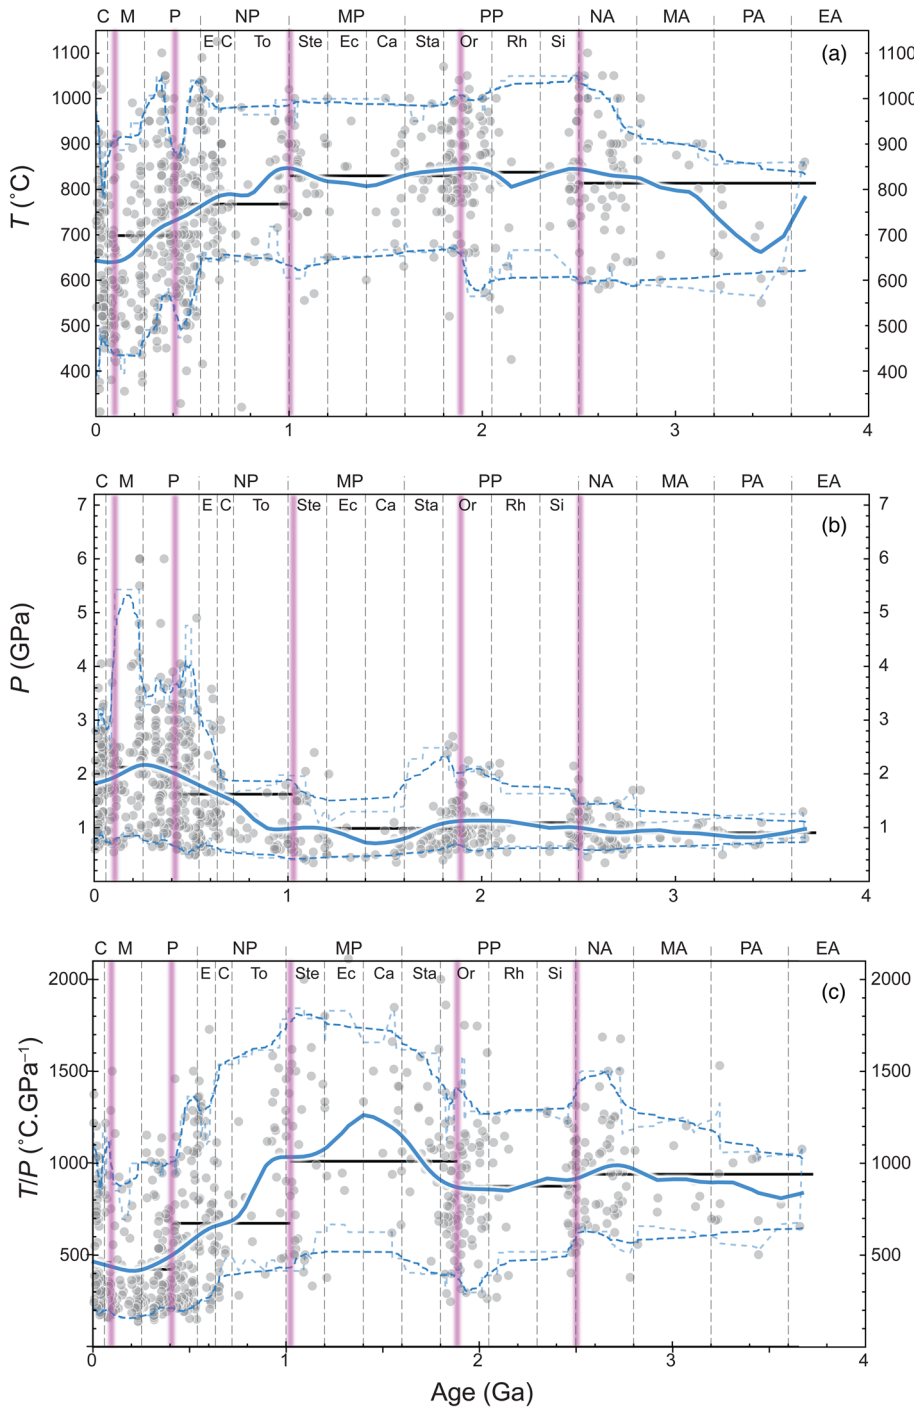 C M P NP MP PP NA MA PA EA
E C To Ste Ec Ca Sta Or Rh Si
(a)
1100 1100
1000 1000
900 900
800 800
700 700
600 600
500 500
400 400
T (°C)
0 1 2 3 4
C M P NP MP PP NA MA PA EA
E C To Ste Ec Ca Sta Or Rh Si
(b)
7 7
6 6
5 5
4 4
3 3
2 2
1 1
P (GPa)
0 1 2 3 4
C M P NP MP PP NA MA PA EA
E C To Ste Ec Ca Sta Or Rh Si
(c)
2000 2000
1500 1500
1000 1000
500 500
T/P (°C.GPa⁻¹)
0 1 2 3 4
Age (Ga)